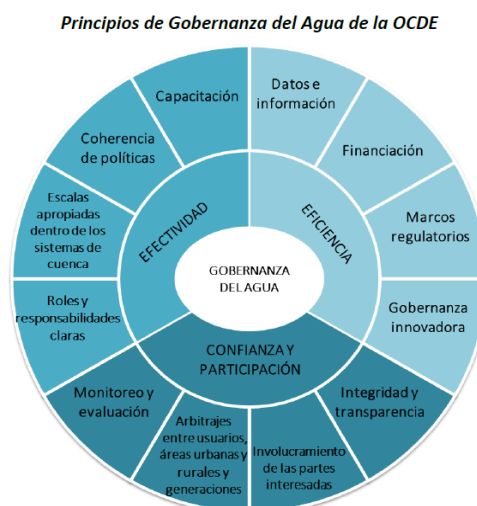 Principios de Gobernanza del Agua de la OCDE
Capacitación
Datos e
información
Coherencia
de políticas
Financiación
Escalas
apropiadas
dentro de los
sistemas de
cuenca
Marcos
regulatorios
EFECTIVIDAD
EFICIENCIA
GOBERNANZA
DEL AGUA
Roles y
responsabilidades
claras
Gobernanza
innovadora
CONFIANZA Y
PARTICIPACIÓN
Monitoreo y
evaluación
Integridad y
transparencia
Arbitrajes
entre usuarios,
áreas urbanas y
rurales y
generaciones
Involucramiento
de las partes
interesadas